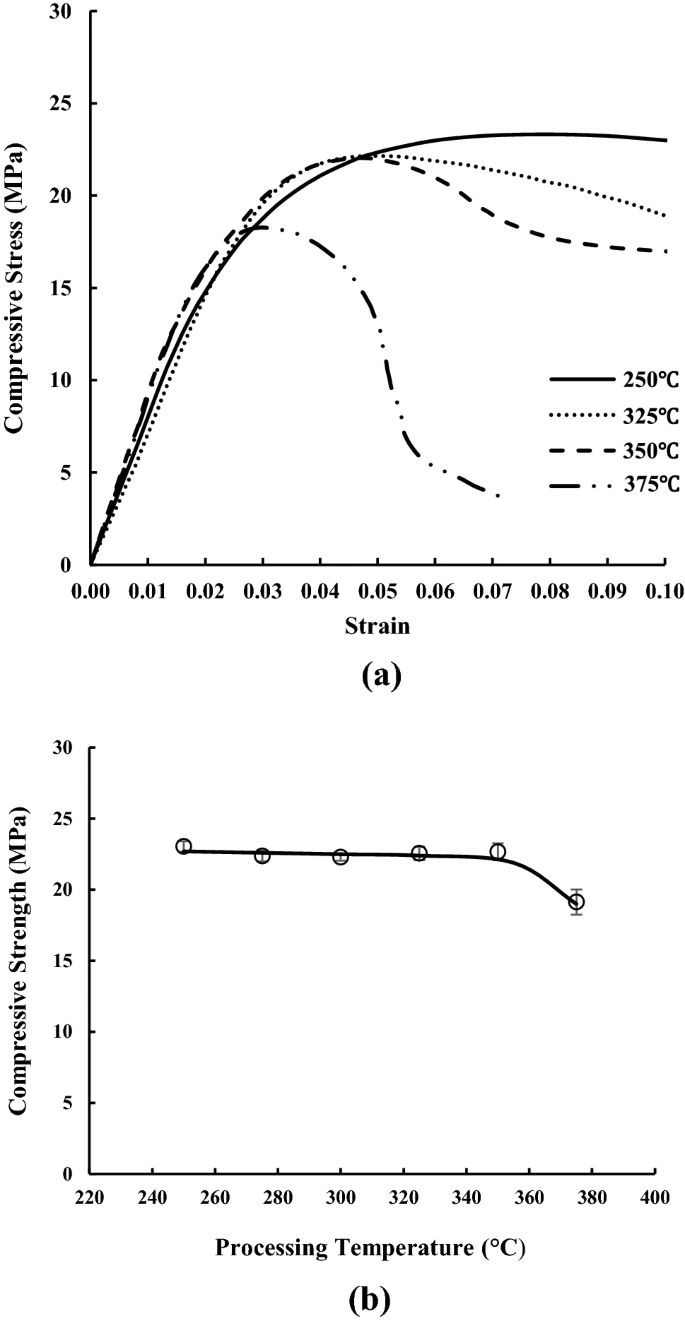 30
25
20
15
10
5
0
Compressive Stress (MPa)
250℃
325℃
350℃
375℃
0.00 0.01 0.02 0.03 0.04 0.05 0.06 0.07 0.08 0.09 0.10
Strain
(a)
30
25
20
15
10
5
0
Compressive Strength (MPa)
220 240 260 280 300 320 340 360 380 400
Processing Temperature (°C)
(b)